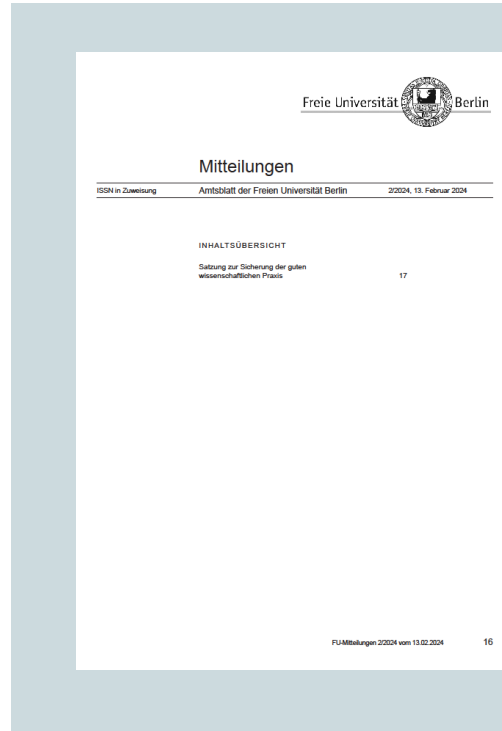 Freie Universität Berlin
Mitteilungen
ISSN in Zuweisung Amtsblatt der Freien Universität Berlin 2/2024, 13. Februar 2024
INHALTSÜBERSICHT
Satzung zur Sicherung der guten
wissenschaftlichen Praxis 17
FU-Mitteilungen 2/2024 vom 13.02.2024 16